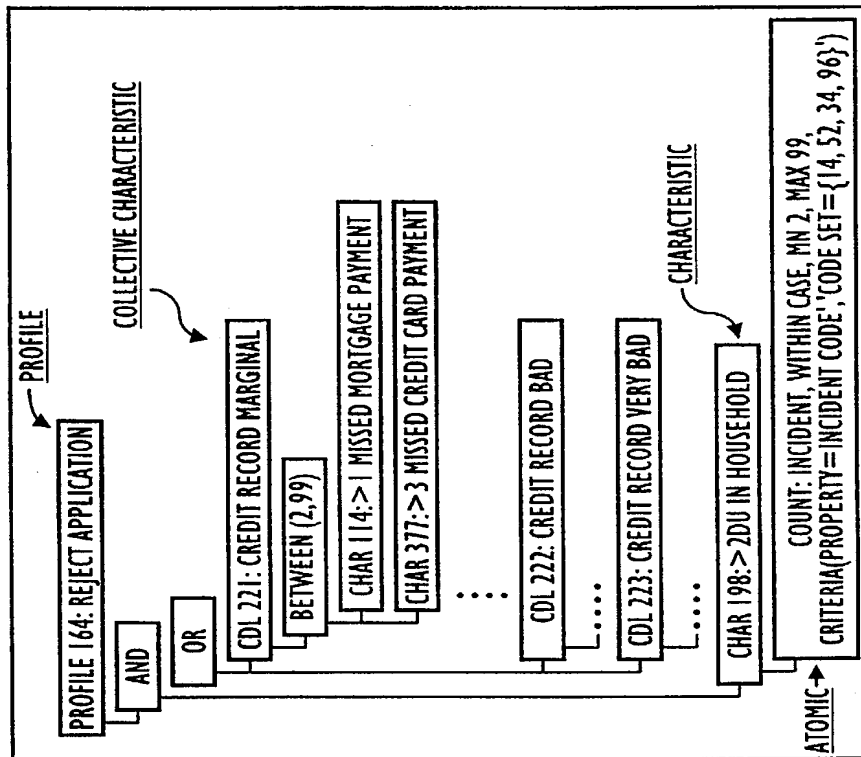 PROFILE
PROFILE 164: REJECT APPLICATION
AND
OR
COLLECTIVE CHARACTERISTIC
CDL 221: CREDIT RECORD MARGINAL
BETWEEN (2,99)
CHAR 114:> 1 MISSED MORTGAGE PAYMENT
CHAR 377:> 3 MISSED CREDIT CARD PAYMENT
CDL 222: CREDIT RECORD BAD
CDL 223: CREDIT RECORD VERY BAD
CHARACTERISTIC
CHAR 198:> 2DU IN HOUSEHOLD
ATOMIC
COUNT: INCIDENT, WITHIN CASE, MN 2, MAX 99,
CRITERIA(PROPERTY=INCIDENT CODE','CODE SET={14, 52, 34, 96}')